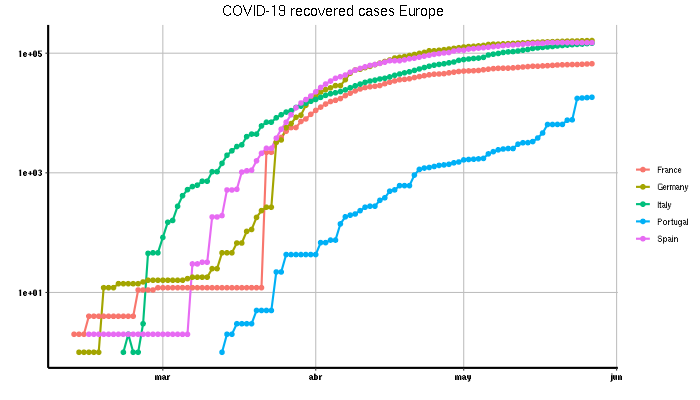 COVID-19 recovered cases Europe
1e+05
1e+03
1e+01
mar
abr
may
jun
France
Germany
Italy
Portugal
Spain